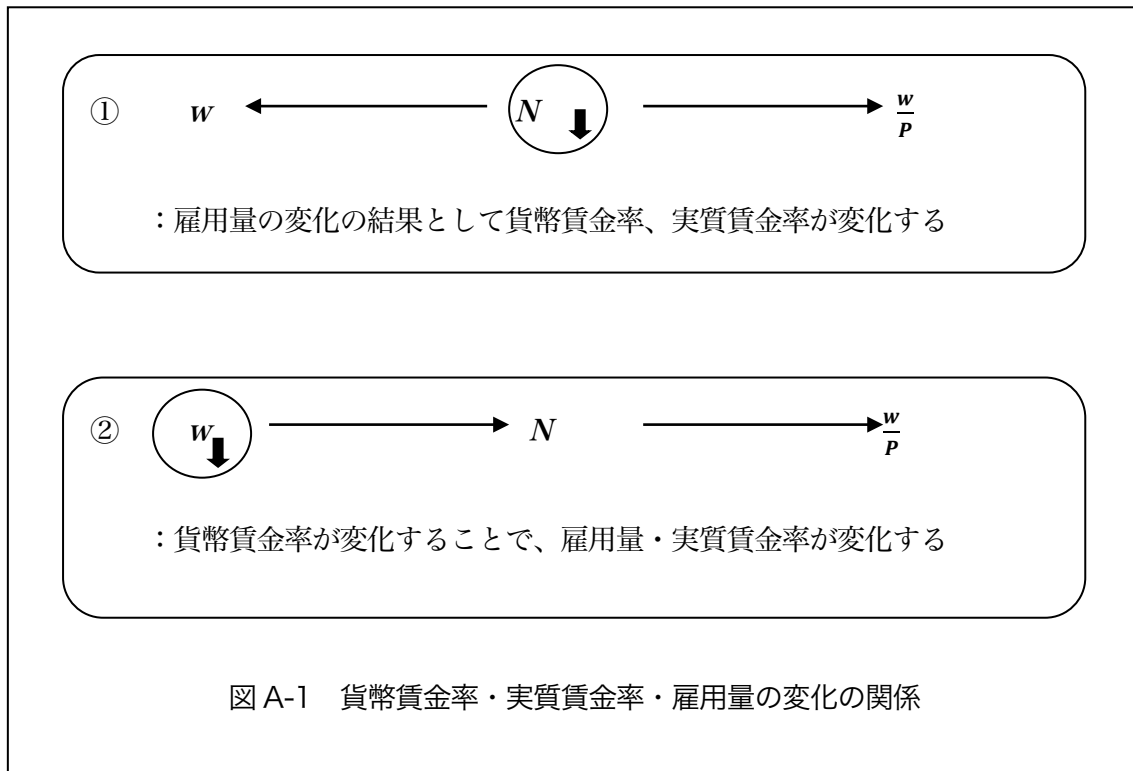 ① W N w/P
：雇用量の変化の結果として貨幣賃金率、実質賃金率が変化する
② W N w/P
：貨幣賃金率が変化することで、雇用量・実質賃金率が変化する
図 A-1 貨幣賃金率・実質賃金率・雇用量の変化の関係